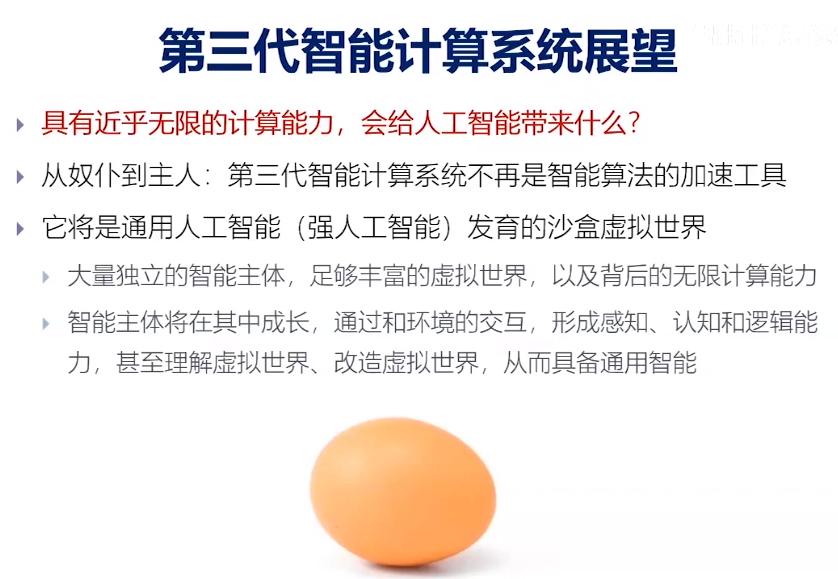 第三代智能计算系统展望
具有近乎无限的计算能力，会给人工智能带来什么？
从奴仆到主人：第三代智能计算系统不再是智能算法的加速工具
它将是通用人工智能（强人工智能）发育的沙盒虚拟世界
大量独立的智能主体，足够丰富的虚拟世界，以及背后的无限计算能力
智能主体将在其中成长，通过和环境的交互，形成感知、认知和逻辑能
力，甚至理解虚拟世界、改造虚拟世界，从而具备通用智能